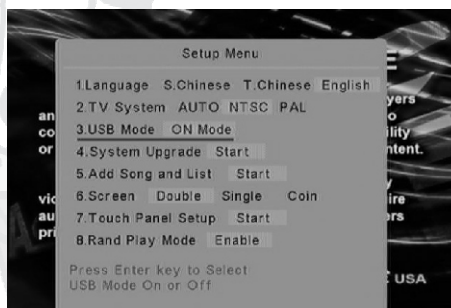 Setup Menu
1.Language S.Chinese T.Chinese English
2.TV System AUTO NTSC PAL
3.USB Mode ON Mode
4.System Upgrade Start
5.Add Song and List Start
6.Screen Double Single Coin
7.Touch Panel Setup Start
8.Rand Play Mode Enable
Press Enter key to Select
USB Mode On or Off
USA